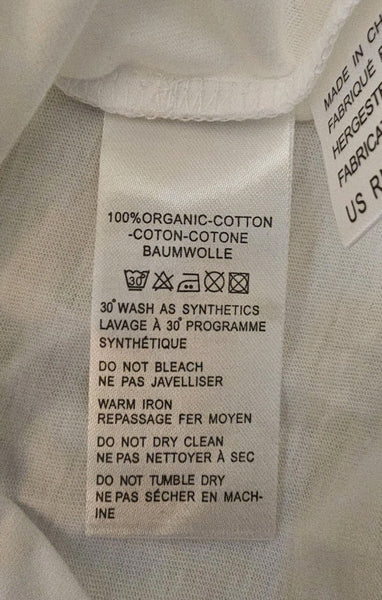 100%ORGANIC-COTTON
-COTON-COTONE
BAUMWOLLE
30
30°WASH AS SYNTHETICS
LAVAGE À 30° PROGRAMME
SYNTHÉTIQUE
DO NOT BLEACH
NE PAS JAVELLISER
WARM IRON
REPASSAGE FER MOYEN
DO NOT DRY CLEAN
NE PAS NETTOYER À SEC
DO NOT TUMBLE DRY
NE PAS SÉCHER EN MACH-
INE
MADE IN CH
FABRIQUÉ
HERGESTE
FABRICA
US R